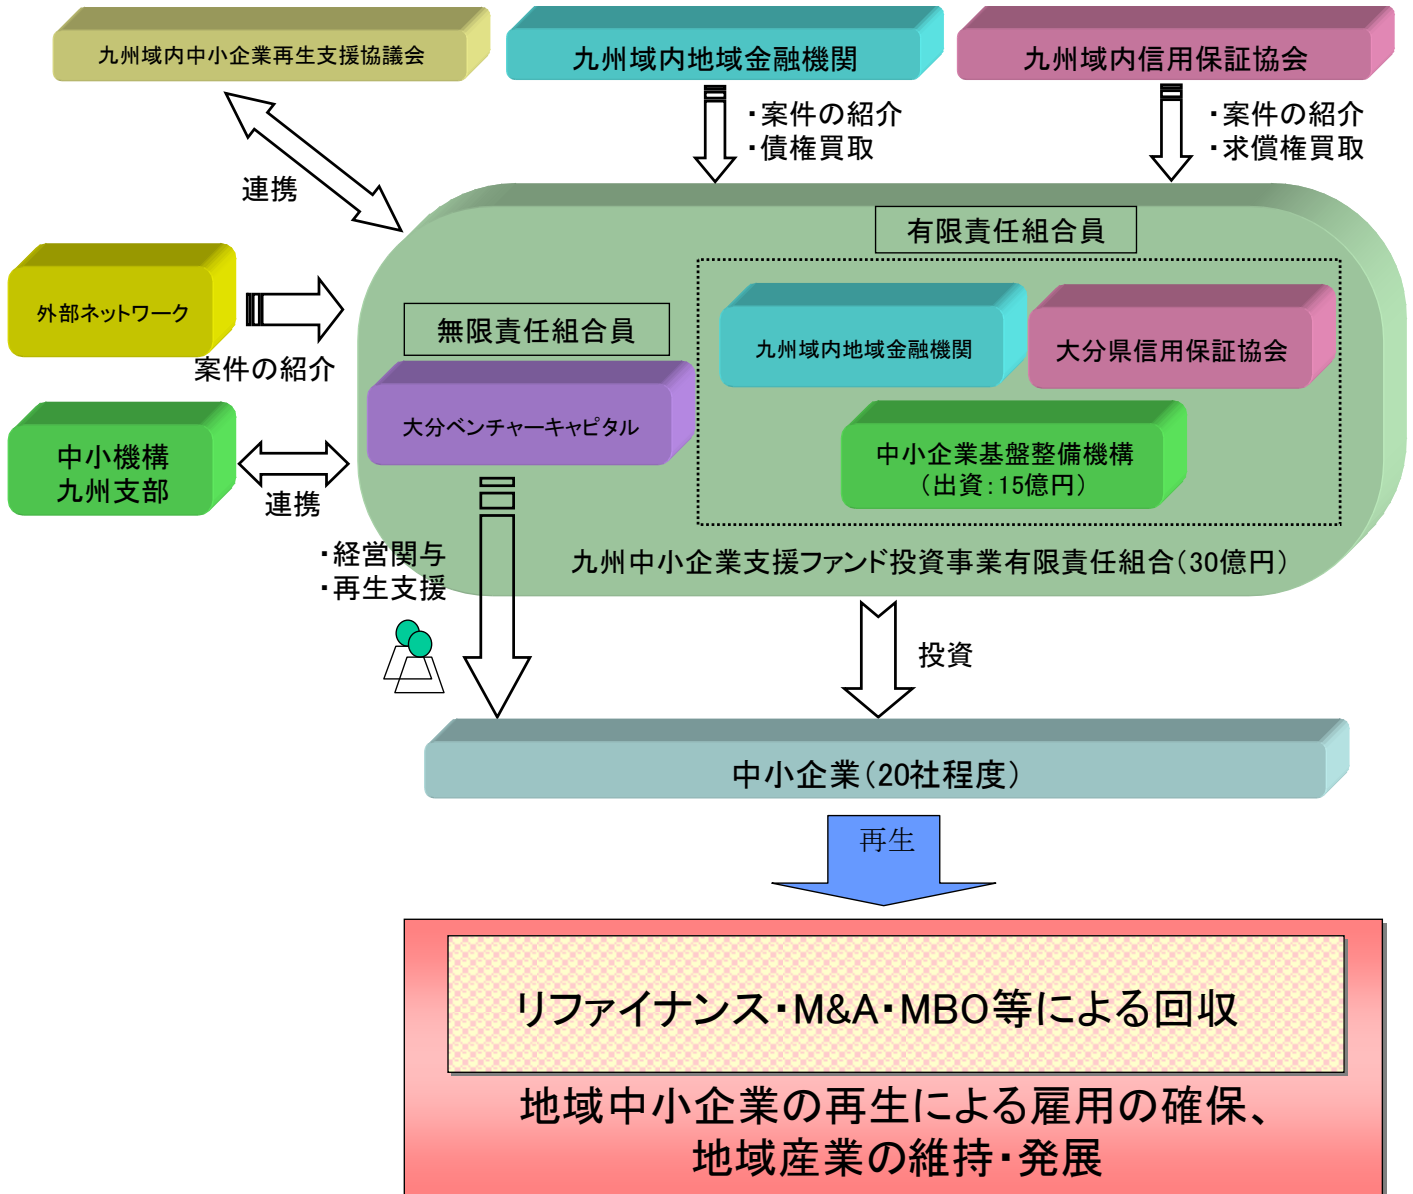 九州域内中小企業再生支援協議会
九州域内地域金融機関
九州域内信用保証協会
・案件の紹介
・債権買取
・案件の紹介
・求償権買取
連携
有限責任組合員
外部ネットワーク
案件の紹介
無限責任組合員
九州域内地域金融機関
大分県信用保証協会
大分ベンチャーキャピタル
中小機構
九州支部
連携
中小企業基盤整備機構
(出資:15億円)
・経営関与
・再生支援
九州中小企業支援ファンド投資事業有限責任組合(30億円)
投資
中小企業(20社程度)
再生
リファイナンス・M&A・MBO等による回収
地域中小企業の再生による雇用の確保、
地域産業の維持・発展